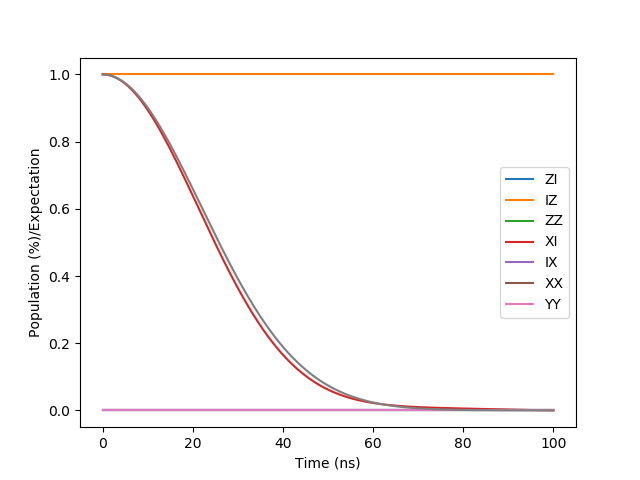 1.0
0.8
0.6
0.4
0.2
0.0
Population (%)/Expectation
ZI
IZ
ZZ
XI
IX
XX
YY
0 20 40 60 80 100
Time (ns)